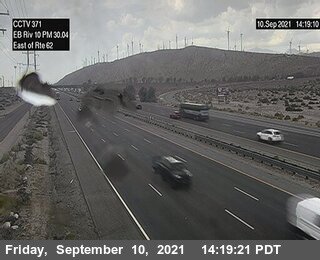 CCTV 371
EB Riv 10 PM 30.04
East of Rte 62
10.Sep 2021 14:19:10
Friday, September 10, 2021 14:19:21 PDT